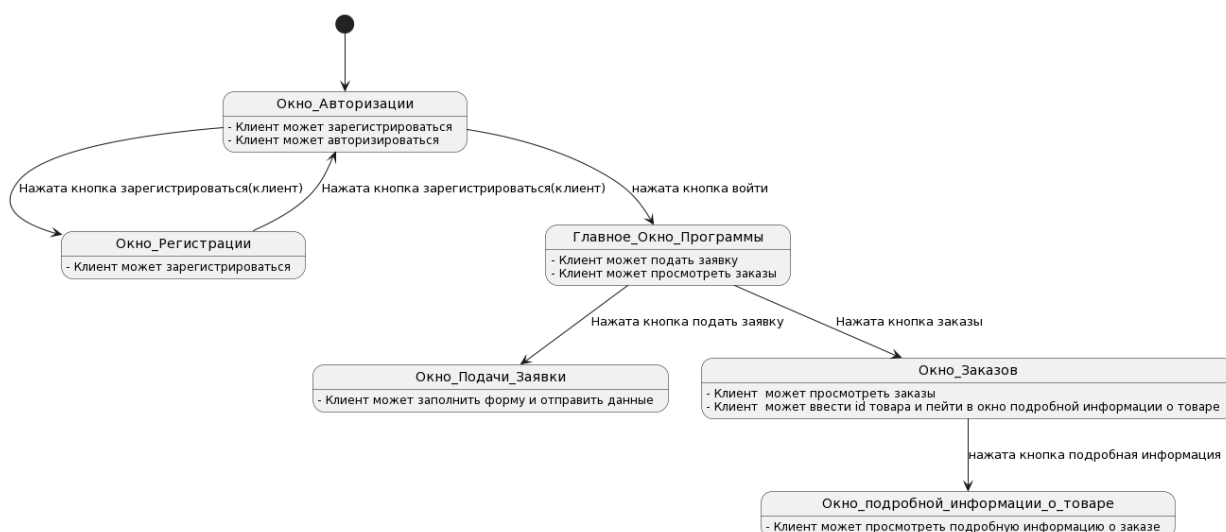 Окно_Авторизации
- Клиент может зарегистрироваться
- Клиент может авторизироваться
Нажата кнопка зарегистрироваться(клиент)
Нажата кнопка зарегистрироваться(клиент)
нажата кнопка войти
Окно_Регистрации
- Клиент может зарегистрироваться
Главное_Окно_Программы
- Клиент может подать заявку
- Клиент может просмотреть заказы
Нажата кнопка подать заявку
Нажата кнопка заказы
Окно_Подачи_Заявки
- Клиент может заполнить форму и отправить данные
Окно_Заказов
- Клиент  может просмотреть заказы
- Клиент  может ввести id товара и пейти в окно подробной информации о товаре
нажата кнопка подробная информация
Окно_подробной_информации_о_товаре
- Клиент может просмотреть подробную информацию о заказе